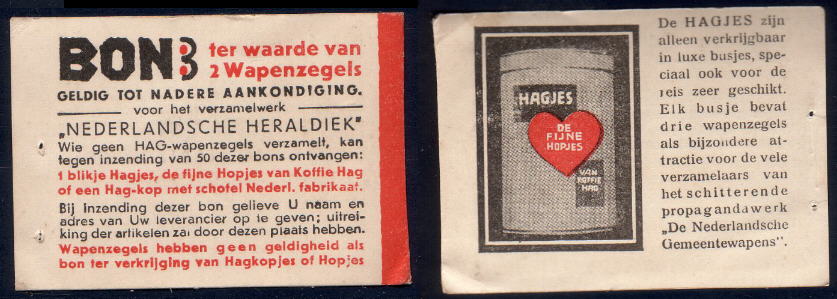 BON:3 ter waarde van
2 Wapenzegels
GELDIG TOT NADERE AANKONDIGING.
voor het verzamelwerk
„NEDERLANDSCHE HERALDIEK"
Wie geen HAG-wapenzegels verzamelt, kan
tegen inzending van 50 dezer bons ontvangen:
1 blikje Hagjes, de fijne Hopjes van Koffie Hag
of een Hag-kop met schotel Nederl. fabrikaat.
Bij inzending dezer bon gelieve U naam en
adres van Uw leverancier op te geven; uitrei-
king der artikelen zal door dezen plaats hebben.
Wapenzegels hebben geen geldigheid als
bon ter verkrijging van Hagkopjes of Hopjes
HAGJES
DE
FIJNE
HOPJES
VAN
KOFFIE
HAG
De HAGJES zijn
alleen verkrijgbaar
in luxe busjes, spe-
ciaal ook voor de
reis zeer geschikt.
Elk busje bevat
drie wapenzegels
als bijzondere at-
tractie voor de vele
verzamelaars van
het schitterende
propagandawerk
„De Nederlandsche
Gemeentewapens".